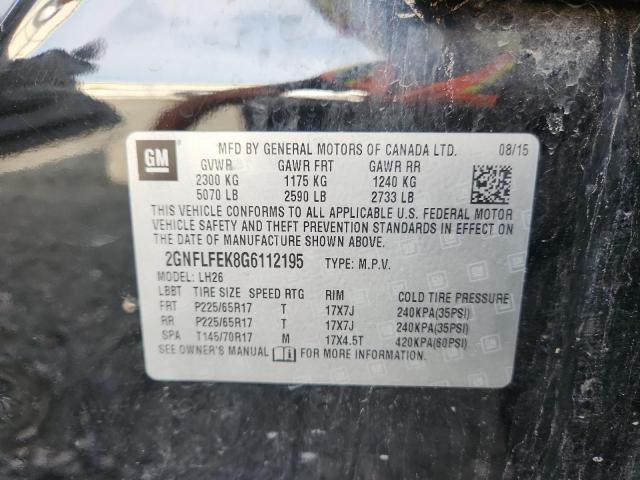 GM MFD BY GENERAL MOTORS OF CANADA LTD. 08/15
GVWR GAWR FRT GAWR RR
2300 KG 1175 KG 1240 KG
5070 LB 2590 LB 2733 LB
THIS VEHICLE CONFORMS TO ALL APPLICABLE U.S. FEDERAL MOTOR
VEHICLE SAFETY AND THEFT PREVENTION STANDARDS IN EFFECT ON
THE DATE OF MANUFACTURE SHOWN ABOVE.
2GNFLFEK8G6112195 TYPE: M.P.V.
MODEL: LH26
LBBT TIRE SIZE SPEED RTG RIM COLD TIRE PRESSURE
FRT P225/65R17 T 17X7J 240KPA(35PSI)
RR P225/65R17 T 17X7J 240KPA(35PSI)
SPA T145/70R17 M 17X4.5T 420KPA(60PSI)
SEE OWNER'S MANUAL FOR MORE INFORMATION.